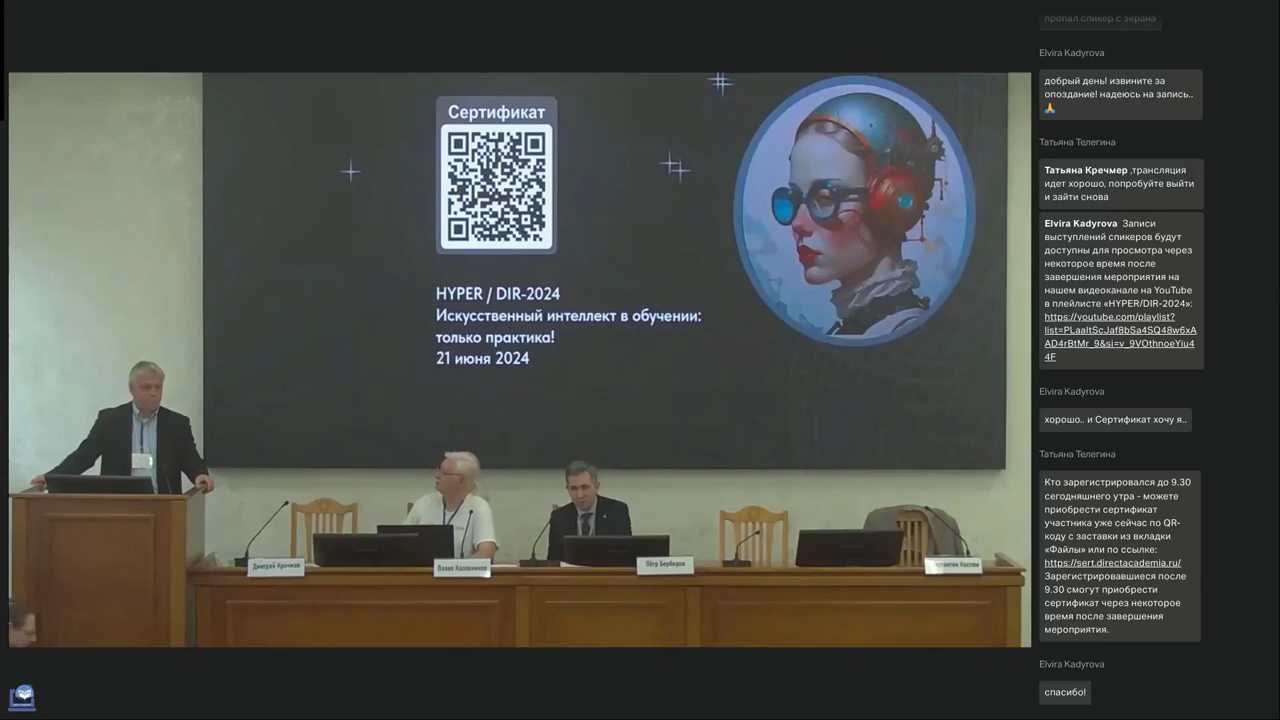 Сертификат
HYPER / DIR-2024
Искусственный интеллект в обучении:
только практика!
21 июня 2024
Дмитрий Крючков
Павел Калпинников
Пётр Берберов
Костин
пропал спикер с экрана
Elvira Kadyrova
добрый день! извините за
опоздание! надеюсь на запись..
Татьяна Телегина
Татьяна Кречмер ,трансляция
идет хорошо, попробуйте выйти
и зайти снова
Elvira Kadyrova Записи
выступлений спикеров будут
доступны для просмотра через
некоторое время после
завершения мероприятия на
нашем видеоканале на YouTube
в плейлисте «HYPER/DIR-2024»:
https://youtube.com/playlist?
list=PLaaItScJaf8bSa4SQ48w6xA
AD4rBtMr_9&si=v_9VOthnoeYiu4
4F
Elvira Kadyrova
хорошо.. и Сертификат хочу я..
Татьяна Телегина
Кто зарегистрировался до 9.30
сегодняшнего утра - можете
приобрести сертификат
участника уже сейчас по QR-
коду с заставки из вкладки
«Файлы» или по ссылке:
https://sert.directacademia.ru/
Зарегистрировавшиеся после
9.30 смогут приобрести
сертификат через некоторое
время после завершения
мероприятия.
Elvira Kadyrova
спасибо!